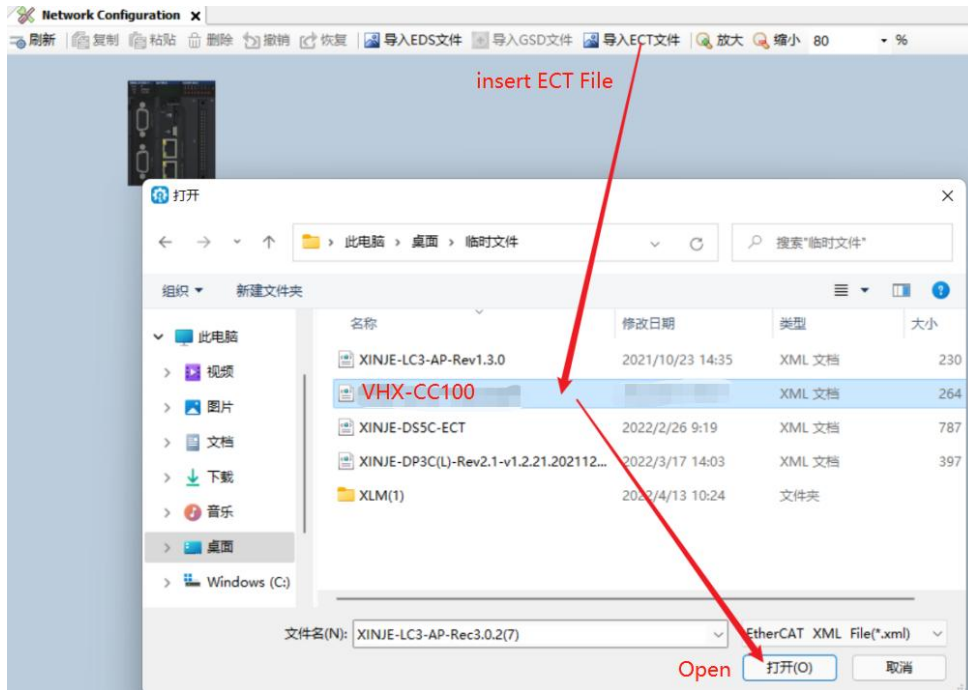 Network Configuration
刷新 复制 粘贴 删除 撤销 恢复 导入EDS文件 导入GSD文件 导入ECT文件 放大 缩小 80 %
insert ECT File
打开
此电脑 › 桌面 › 临时文件 搜索"临时文件"
组织 新建文件夹
名称 修改日期 类型 大小
此电脑
视频
图片
文档
下载
音乐
桌面
Windows (C:)
XINJE-LC3-AP-Rev1.3.0 2021/10/23 14:35 XML 文档 230
VHX-CC100 XML 文档 264
XINJE-DS5C-ECT 2022/2/26 9:19 XML 文档 787
XINJE-DP3C(L)-Rev2.1-v1.2.21.202112... 2022/3/17 14:03 XML 文档 397
XLM(1) 2022/4/13 10:24 文件夹
文件名(N): XINJE-LC3-AP-Rec3.0.2(7) EtherCAT XML File(*.xml)
Open 打开(O) 取消